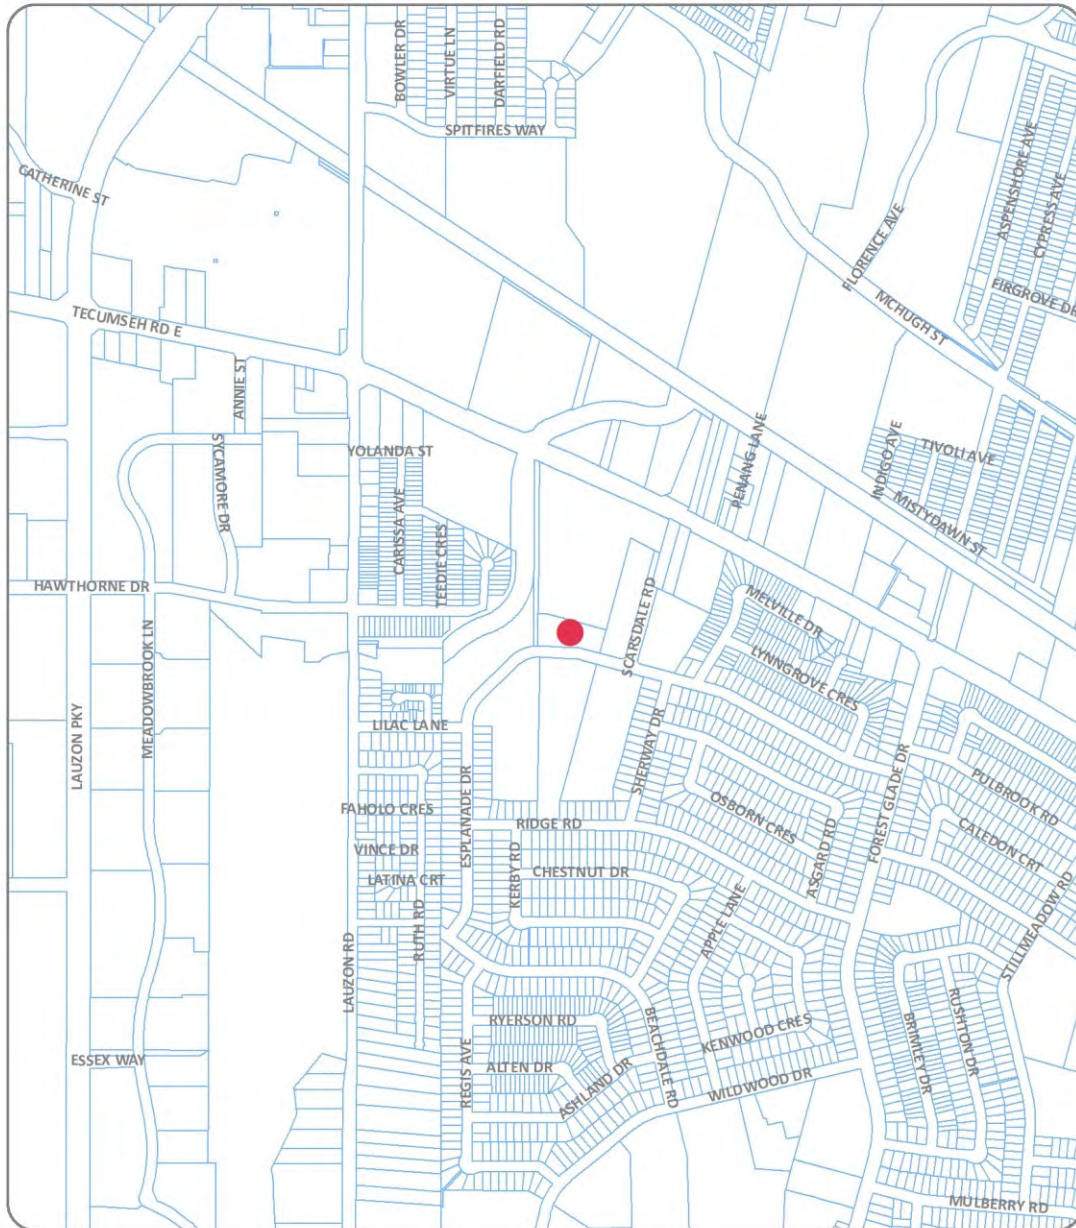 BOWLER DR
VIRTUE LN
DARFIELD RD
SPITFIRES WAY
CATHERINE ST
ASPENSHORE AVE
CYPRESS AVE
FLORENCE AVE
FIRGROVE DR
MCHUGH ST
TECUMSEH RD E
ANNIE ST
SYCAMORE DR
YOLANDA ST
CARISSA AVE
TEEDIE CRES
PENANG LANE
INDIGO AVE
TIVOLI AVE
MISTYDAWN ST
HAWTHORNE DR
MEADOWBROOK LN
LAUZON PKY
SCARSDALE RD
MELVILLE DR
LYNNGROVE CRES
LILAC LANE
ESPLANADE DR
SHERWAY DR
FAHOLO CRES
RIDGE RD
OSBORN CRES
ASGARD RD
FOREST GLADE DR
PULBROOK RD
CALEDON CRT
VINCE DR
LATINA CRT
KERBY RD
CHESTNUT DR
APPLE LANE
STILLMEADOW RD
LAUZON RD
RUTH RD
RYERSON RD
BEACHDALE RD
KENWOOD CRES
BRIMLEY DR
RUSHTON DR
ESSEX WAY
REGIS AVE
ALTEN DR
ASHLAND DR
WILDWOOD DR
MULBERRY RD